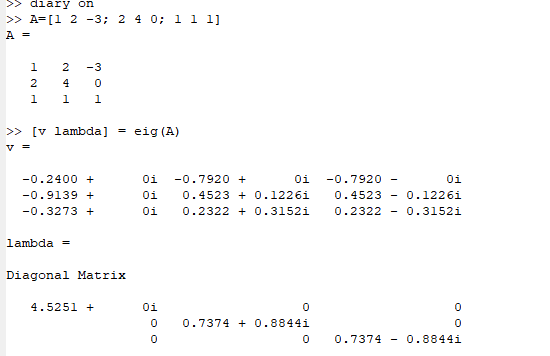 >> diary on
>> A=[1 2 -3; 2 4 0; 1 1 1]
A =
1 2 -3
2 4 0
1 1 1
>> [v lambda] = eig(A)
v =
-0.2400 + 0i -0.7920 + 0i -0.7920 - 0i
-0.9139 + 0i 0.4523 + 0.1226i 0.4523 - 0.1226i
-0.3273 + 0i 0.2322 + 0.3152i 0.2322 - 0.3152i
lambda =
Diagonal Matrix
4.5251 + 0i 0 0
0 0.7374 + 0.8844i 0
0 0 0.7374 - 0.8844i